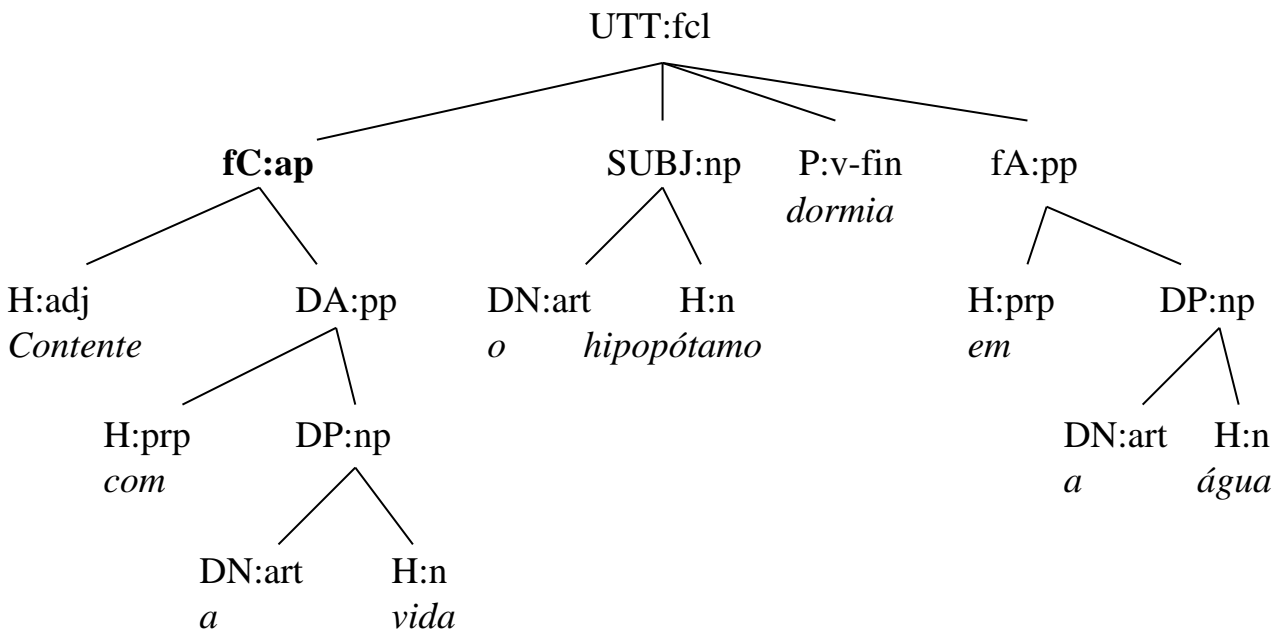 UTT:fcl
fC:ap SUBJ:np P:v-fin fA:pp
dormia
H:adj DA:pp DN:art H:n H:prp DP:np
Contente o hipopótamo em
H:prp DP:np DN:art H:n
com a água
DN:art H:n
a vida